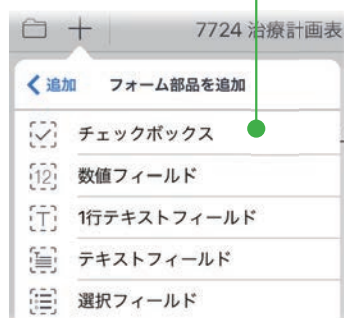 7724 治療計画表
追加 フォーム部品を追加
チェックボックス
12 数値フィールド
T 1行テキストフィールド
テキストフィールド
選択フィールド